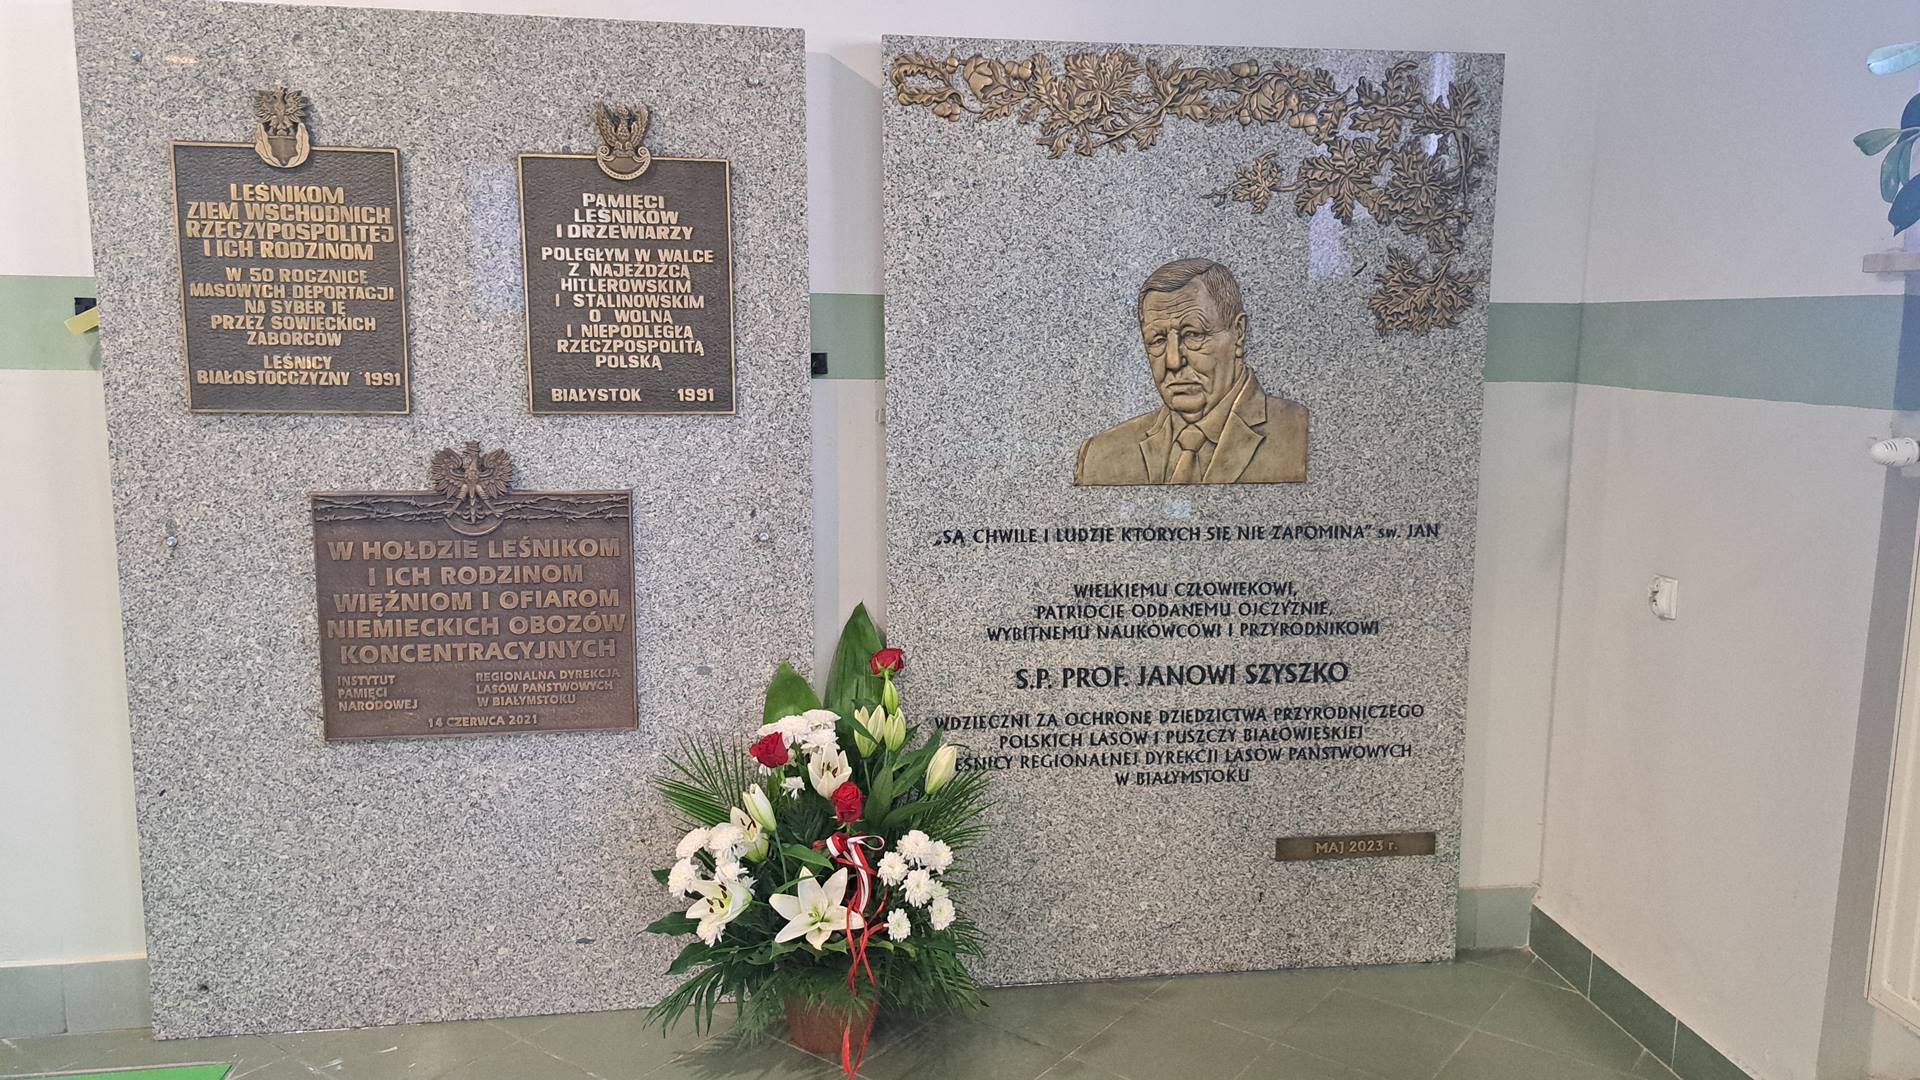 LEŚNIKOM
ZIEM WSCHODNICH
RZECZYPOSPOLITEJ
I ICH RODZINOM
W 50 ROCZNICE
MASOWYCH DEPORTACJI
NA SYBER JĘ
PRZEZ SOWIECKICH
ZABORCÓW
LEŚNICY
BIAŁOSTOCCZYZNY 1991
PAMIĘCI
LEŚNIKÓW
I DRZEWIARZY
POLEGŁYM W WALCE
Z NAJEŹDŹCĄ
HITLEROWSKIM
I STALINOWSKIM
O WOLNĄ
I NIEPODLEGŁĄ
RZECZPOSPOLITĄ
POLSKĄ
BIAŁYSTOK 1991
W HOŁDZIE LEŚNIKOM
I ICH RODZINOM
WIĘŹNIOM I OFIAROM
NIEMIECKICH OBOZÓW
KONCENTRACYJNYCH
INSTYTUT
PAMIĘCI
NARODOWEJ
REGIONALNA DYREKCJA
LASÓW PAŃSTWOWYCH
W BIAŁYMSTOKU
14 CZERWCA 2021
„SĄ CHWILE I LUDZIE KTÓRYCH SIĘ NIE ZAPOMINA" św. JAN
WIELKIEMU CZŁOWIEKOWI,
PATRIOCIE ODDANEMU OJCZYŹNIE,
WYBITNEMU NAUKOWCOWI I PRZYRODNIKOWI
Ś.P. PROF. JANOWI SZYSZKO
WDZIĘCZNI ZA OCHRONĘ DZIEDZICTWA PRZYRODNICZEGO
POLSKICH LASÓW I PUSZCZY BIAŁOWIESKIEJ
EŚNICY REGIONALNEJ DYREKCJI LASÓW PAŃSTWOWYCH
W BIAŁYMSTOKU
MAJ 2023 r.